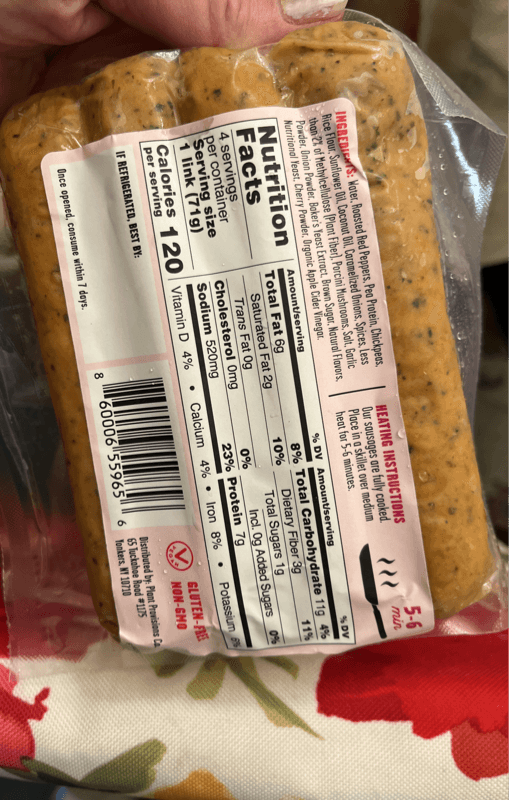 INGREDIENTS: Water, Roasted Red Peppers, Pea Protein, Chickpeas,
Rice Flour, Sunflower Oil, Coconut Oil, Caramelized Onions, Spices, Less
than 2% of Methylcellulose (Plant Fiber), Porcini Mushrooms, Salt, Garlic
Powder, Onion Powder, Baker's Yeast Extract, Brown Sugar, Natural Flavors,
Nutritional Yeast, Cherry Powder, Organic Apple Cider Vinegar.
HEATING INSTRUCTIONS
Our sausages are fully cooked.
Place in a skillet over medium
heat for 5-6 minutes.
5-6
min
Nutrition
Facts
4 servings
per container
Serving size
1 link (71g)
Calories 120
per serving
Amount/serving % DV
Total Fat 6g 8%
Saturated Fat 2g 10%
Trans Fat 0g
Cholesterol 0mg 0%
Sodium 520mg 23%
Amount/serving % DV
Total Carbohydrate 11g 4%
Dietary Fiber 3g 11%
Total Sugars 1g
Incl. 0g Added Sugars 0%
Protein 7g
Vitamin D 4% • Calcium 4% • Iron 8% • Potassium
IF REFRIGERATED, BEST BY:
Once opened, consume within 7 days.
8 60006 55965 6
V
GLUTEN-FREE
NON-GMO
Distributed by: Plant Provisions Co.
65 Tuckahoe Road #1175
Yonkers, NY 10710